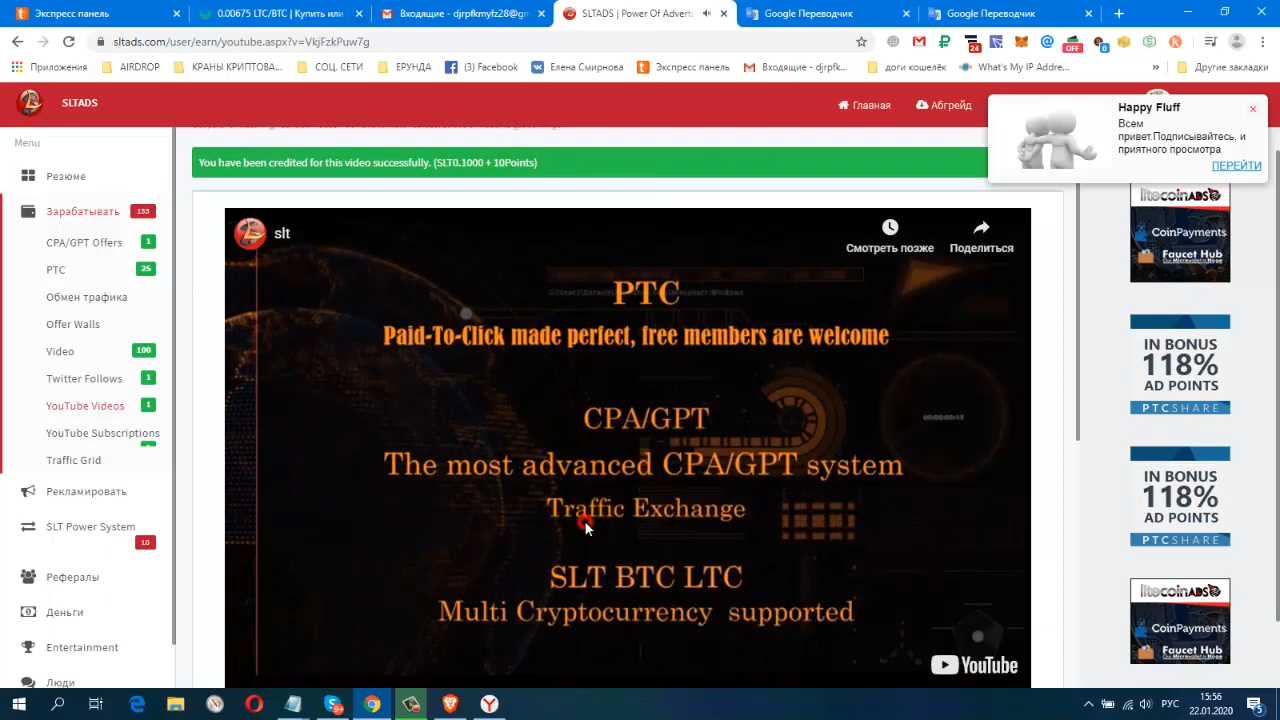 Экспресс панель
0.00675 LTC/BTC | Купить или
Входящие - djrpkmyfz28@gm
SLTADS | Power Of Advert
Google Переводчик
Google Переводчик
sltads.com/user/earn/youtube.aspx?v=VkjFzkPuw7g
24
OFF
0
Приложения
AIRDROP
КРАНЫ КРИПТОВА...
СОЦ. СЕТИ
ЕРУНДА
(3) Facebook
Елена Смирнова
Экспресс панель
Входящие - djrpfk...
доги кошелёк
What's My IP Addre...
»
Другие закладки
SLTADS
Главная
Абгрейд
Happy Fluff
Всем
привет.Подписывайтесь, и
приятного просмотра
ПЕРЕЙТИ
Menu
Резюме
Зарабатывать 133
CPA/GPT Offers 1
PTC 25
Обмен трафика
Offer Walls
Video 100
Twitter Follows 1
YouTube Videos 1
YouTube Subscriptions
Traffic Grid
Рекламировать
SLT Power System
10
Рефералы
Деньги
Entertainment
Люди
You have been credited for this video successfully. (SLT0.1000 + 10Points)
slt
Смотреть позже
Поделиться
PTC
Paid-To-Click made perfect, free members are welcome
CPA/GPT
The most advanced CPA/GPT system
Traffic Exchange
SLT BTC LTC
Multi Cryptocurrency supported
YouTube
litecoinADS
CoinPayments
Faucet Hub
IN BONUS
118%
AD POINTS
PTCSHARE
IN BONUS
118%
AD POINTS
PTCSHARE
litecoinADS
CoinPayments
Faucet Hub
РУС
15:56
22.01.2020
5